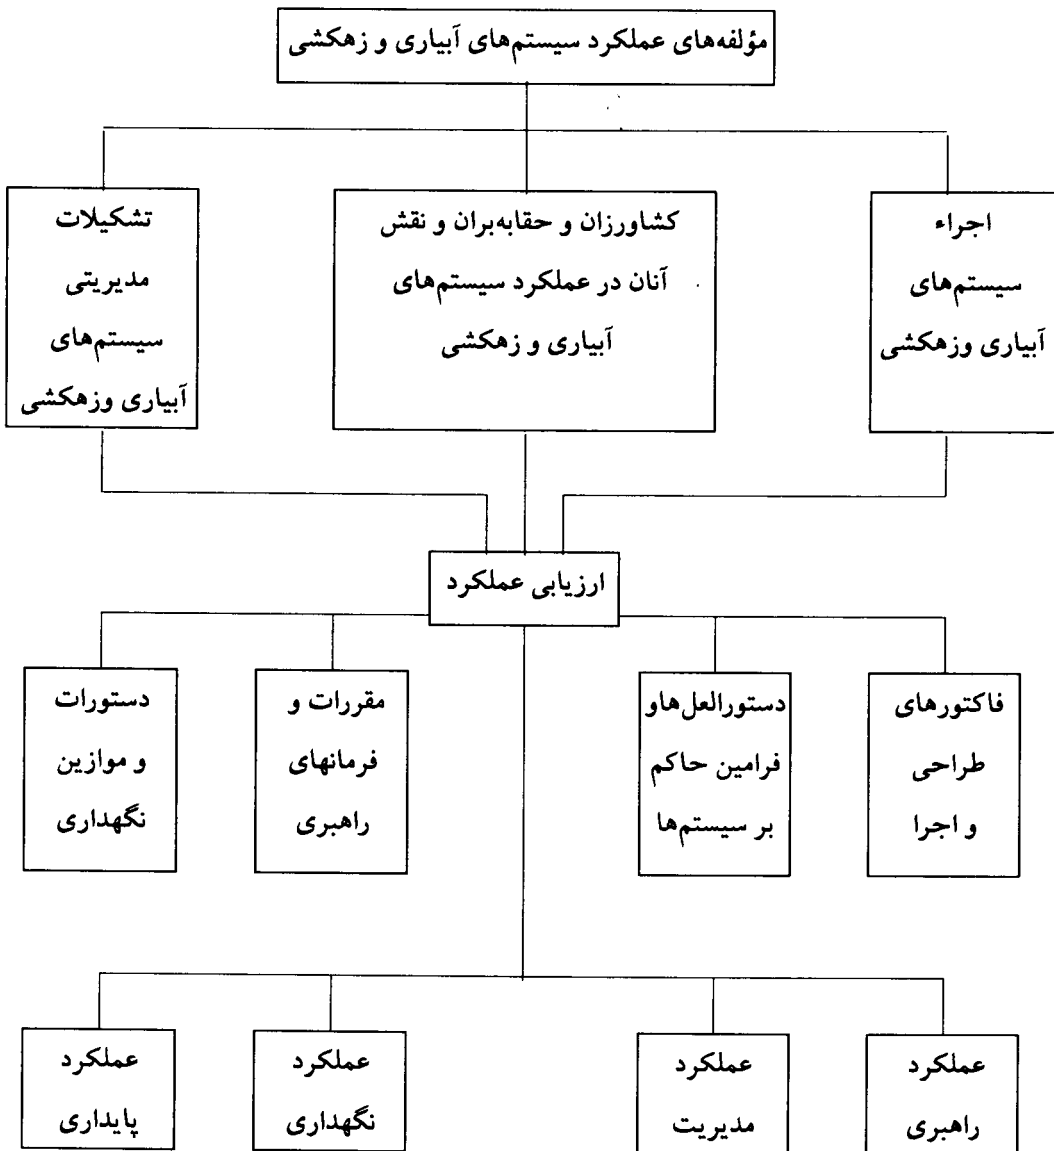 مؤلفه‌های عملکرد سیستم‌های آبیاری و زهکشی
اجراء
سیستم‌های
آبیاری وزهکشی
کشاورزان و حقابه‌بران و نقش
آنان در عملکرد سیستم‌های
آبیاری و زهکشی
تشکیلات
مدیریتی
سیستم‌های
آبیاری وزهکشی
ارزیابی عملکرد
فاکتورهای
طراحی
و اجرا
دستورالعل‌هاو
فرامین حاکم
بر سیستم‌ها
مقررات و
فرمانهای
راهبری
دستورات
و موازین
نگهداری
عملکرد
راهبری
عملکرد
مدیریت
عملکرد
نگهداری
عملکرد
پایداری